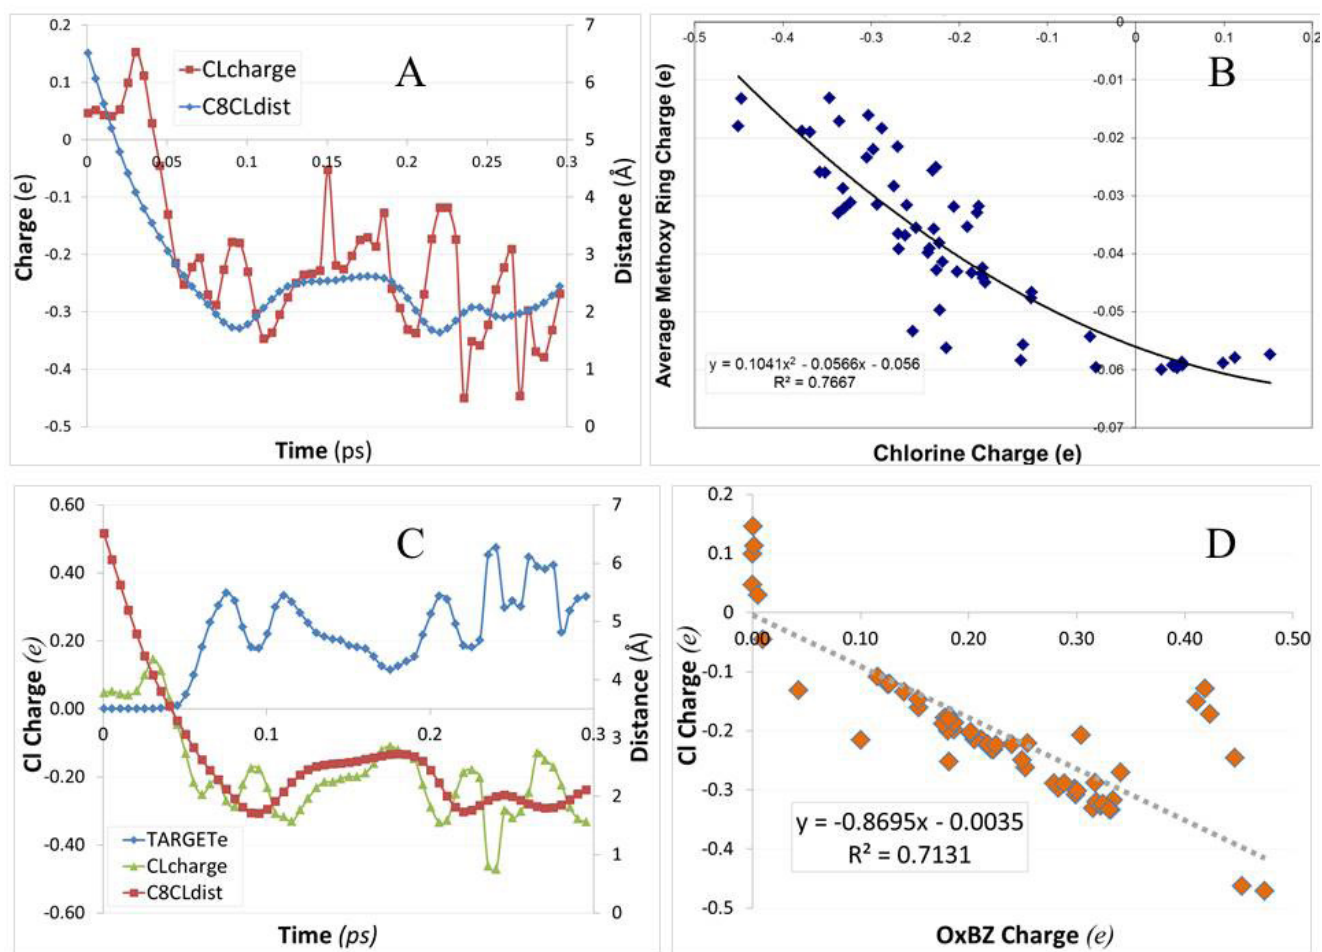 A
CLcharge
C8CLdist
0.2
0.1
0
-0.1
-0.2
-0.3
-0.4
-0.5
0 0.05 0.1 0.15 0.2 0.25 0.3
7
6
5
4
3
2
1
0
Charge (e)
Distance (Å)
Time (ps)
B
-0.5 -0.4 -0.3 -0.2 -0.1 0 0.1 0.2
0
-0.01
-0.02
-0.03
-0.04
-0.05
-0.06
-0.07
Average Methoxy Ring Charge (e)
y = 0.1041x² - 0.0566x - 0.056
R² = 0.7667
Chlorine Charge (e)
C
0.60
0.40
0.20
0.00
-0.20
-0.40
-0.60
0 0.1 0.2 0.3
7
6
5
4
3
2
1
0
Cl Charge (e)
Distance (Å)
TARGETe
CLcharge
C8CLdist
Time (ps)
D
0.2
0.1
0
-0.1
-0.2
-0.3
-0.4
-0.5
0.00 0.10 0.20 0.30 0.40 0.50
Cl Charge (e)
y = -0.8695x - 0.0035
R² = 0.7131
OxBZ Charge (e)